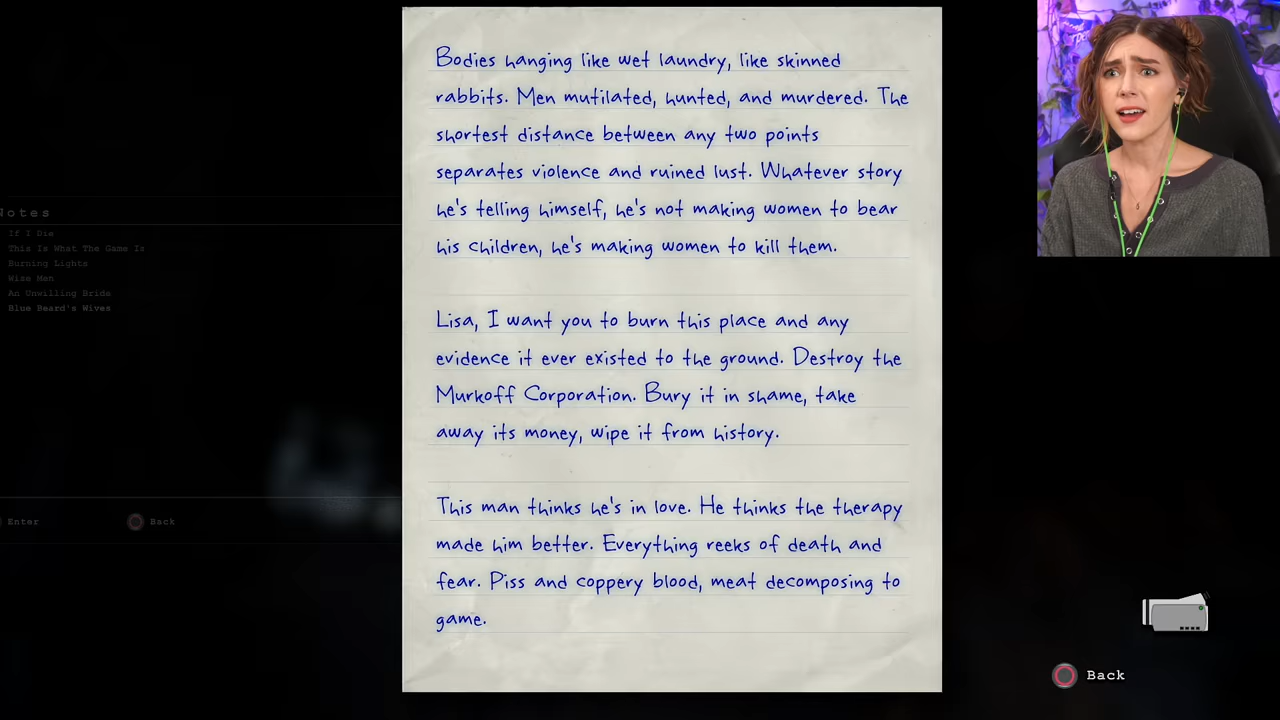 Bodies hanging like wet laundry, like skinned
rabbits. Men mutilated, hunted, and murdered. The
shortest distance between any two points
separates violence and ruined lust. Whatever story
he's telling himself, he's not making women to bear
his children, he's making women to kill them.
Lisa, I want you to burn this place and any
evidence it ever existed to the ground. Destroy the
Murkoff Corporation. Bury it in shame, take
away its money, wipe it from history.
This man thinks he's in love. He thinks the therapy
made him better. Everything reeks of death and
fear. Piss and coppery blood, meat decomposing to
game.
Notes
If I Die
This Is What The Game Is
Burning Lights
Wise Men
An Unwilling Bride
Blue Beard's Wives
Enter
Back
Back